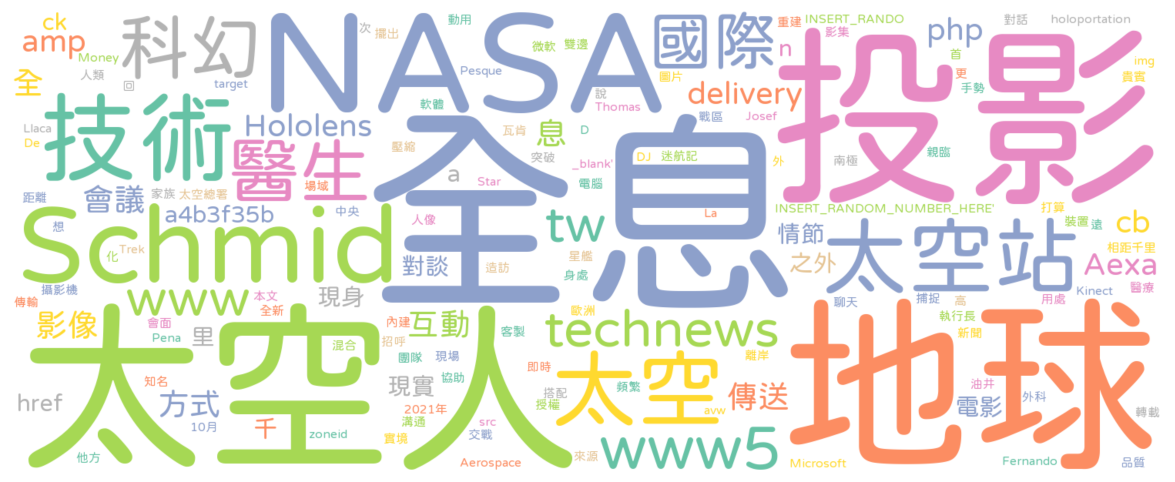 ck
amp
Money
人類
全
科幻
次
擺出
回
target
NASA
動用
微軟
雙邊
Pesque
圖片
軟體
說
Thomas
國際
n
重建
INSERT_RANDO
影集
對話
holoportation
php
首
更
手勢
img
貴賓
delivery
戰區
Josef
投影
技術
Hololens
醫生
Llaca
De
壓縮
瓦肯
息
D
突破
_blank'
電腦
DJ
迷航記
外
南極
親臨
全息
會議
距離
家族
太空總署
場域
中央
a4b3f35b
a
Star
人像
tw
La
INSERT_RANDOM_NUMBER_HERE'
打算
裝置
遠
cb
相距千里
情節
之外
太空站
Aexa
醫療
Kinect
Schmid
想
化
Trek
對談
造訪
星艦
身處
攝影機
傳輸
www
本文
全新
現身
聊天
捕捉
高
用處
歐洲
執行長
新聞
影像
會面
Pena
里
混合
內建
招呼
互動
客製
technews
離岸
地球
太空人
知名
團隊
現場
現實
協助
即時
搭配
授權
太空
頻繁
傳送
油井
電影
外科
轉載
href
方式
10月
千
zoneid
2021年
溝通
實境
交戰
src
avw
來源
www5
他方
Aerospace
Microsoft
Fernando
品質